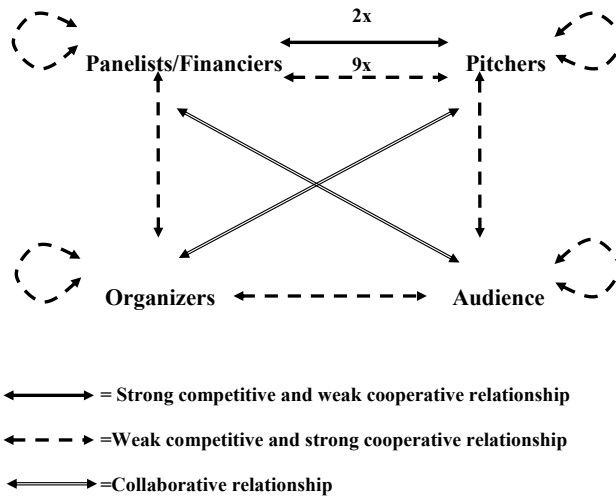 2x
Panelists/Financiers
9x
Pitchers
Organizers
Audience
= Strong competitive and weak cooperative relationship
=Weak competitive and strong cooperative relationship
=Collaborative relationship